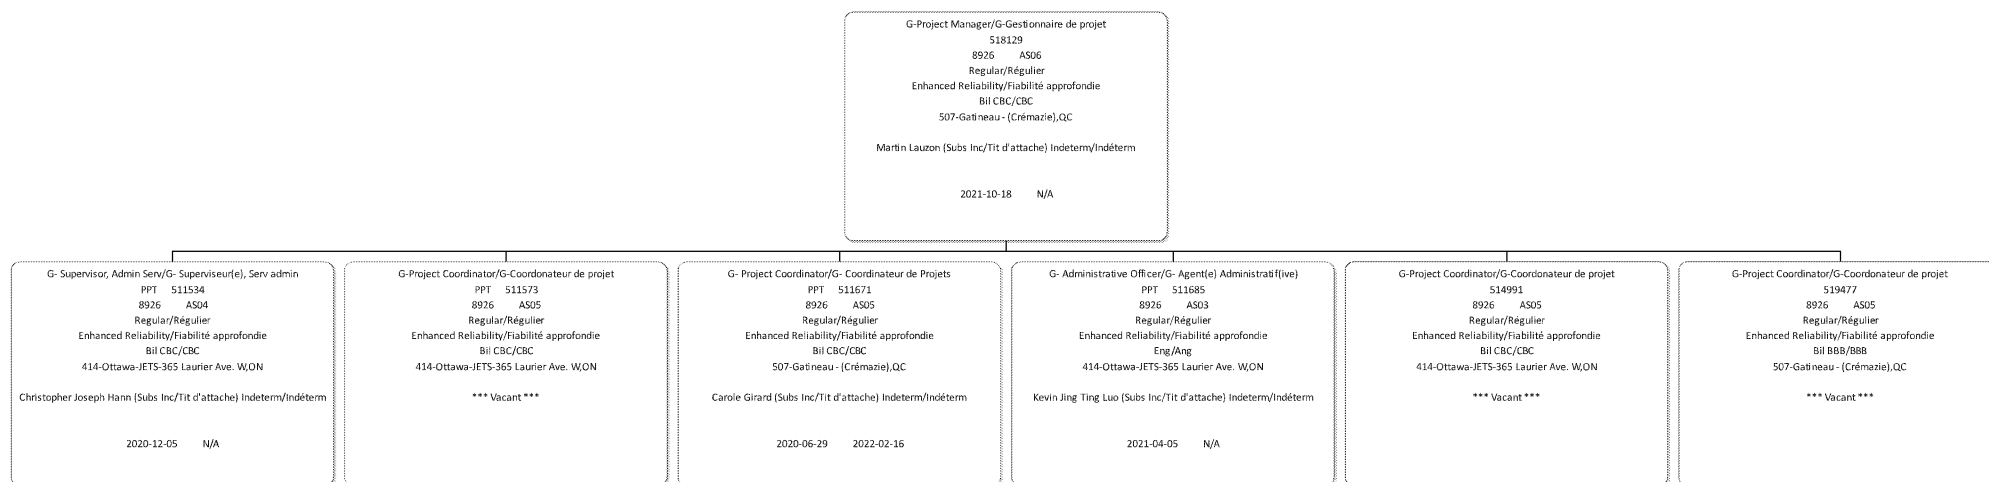 G-Project Manager/G-Gestionnaire de projet
518129
8926 AS06
Regular/Régulier
Enhanced Reliability/Fiabilité approfondie
Bil CBC/CBC
507-Gatineau - (Crémazie),QC
Martin Lauzon (Subs Inc/Tit d'attache) Indeterm/Indéterm
2021-10-18 N/A
G- Supervisor, Admin Serv/G- Superviseur(e), Serv admin
PPT 511534
8926 AS04
Regular/Régulier
Enhanced Reliability/Fiabilité approfondie
Bil CBC/CBC
414-Ottawa-JETS-365 Laurier Ave. W,ON
Christopher Joseph Hann (Subs Inc/Tit d'attache) Indeterm/Indéterm
2020-12-05 N/A
G-Project Coordinator/G-Coordonateur de projet
PPT 511573
8926 AS05
Regular/Régulier
Enhanced Reliability/Fiabilité approfondie
Bil CBC/CBC
414-Ottawa-JETS-365 Laurier Ave. W,ON
*** Vacant ***
G- Project Coordinator/G- Coordinateur de Projets
PPT 511671
8926 AS05
Regular/Régulier
Enhanced Reliability/Fiabilité approfondie
Bil CBC/CBC
507-Gatineau - (Crémazie),QC
Carole Girard (Subs Inc/Tit d'attache) Indeterm/Indéterm
2020-06-29 2022-02-16
G- Administrative Officer/G- Agent(e) Administratif(ive)
PPT 511685
8926 AS03
Regular/Régulier
Enhanced Reliability/Fiabilité approfondie
Eng/Ang
414-Ottawa-JETS-365 Laurier Ave. W,ON
Kevin Jing Ting Luo (Subs Inc/Tit d'attache) Indeterm/Indéterm
2021-04-05 N/A
G-Project Coordinator/G-Coordonateur de projet
514991
8926 AS05
Regular/Régulier
Enhanced Reliability/Fiabilité approfondie
Bil CBC/CBC
414-Ottawa-JETS-365 Laurier Ave. W,ON
*** Vacant ***
G-Project Coordinator/G-Coordonateur de projet
519477
8926 AS05
Regular/Régulier
Enhanced Reliability/Fiabilité approfondie
Bil BBB/BBB
507-Gatineau - (Crémazie),QC
*** Vacant ***